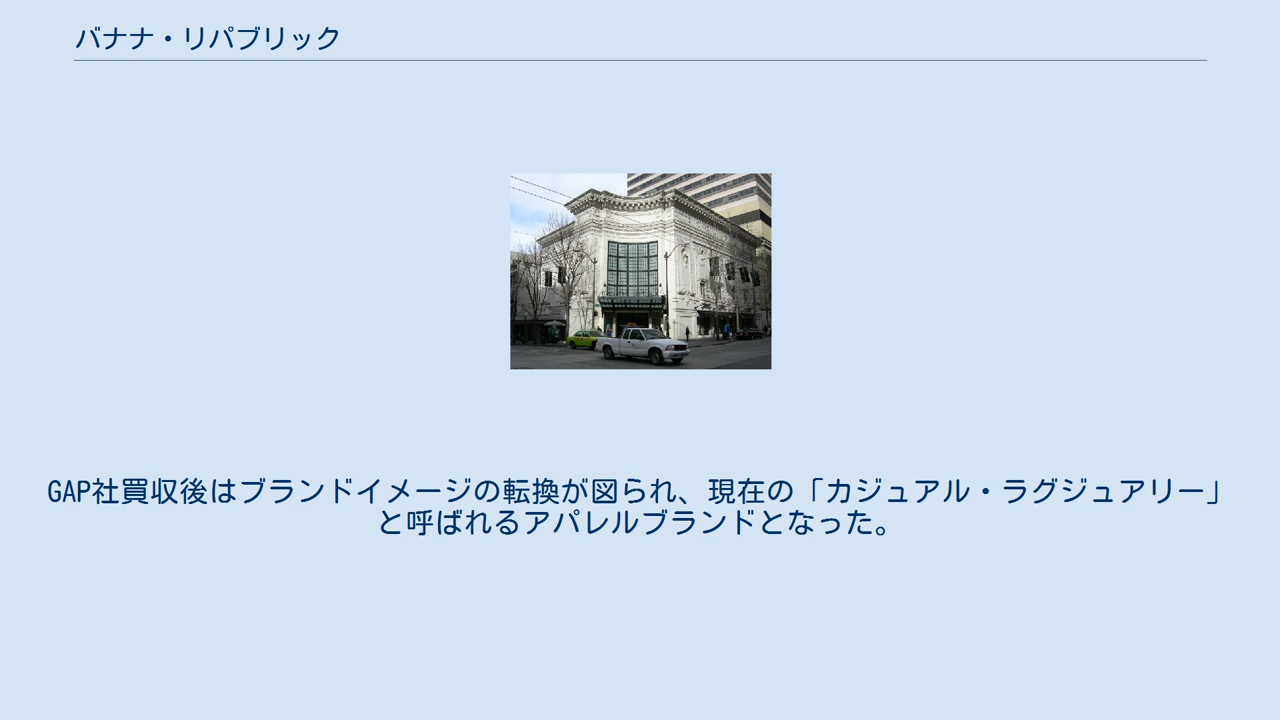 バナナ・リパブリック
GAP社買収後はブランドイメージの転換が図られ、現在の「カジュアル・ラグジュアリー」
と呼ばれるアパレルブランドとなった。